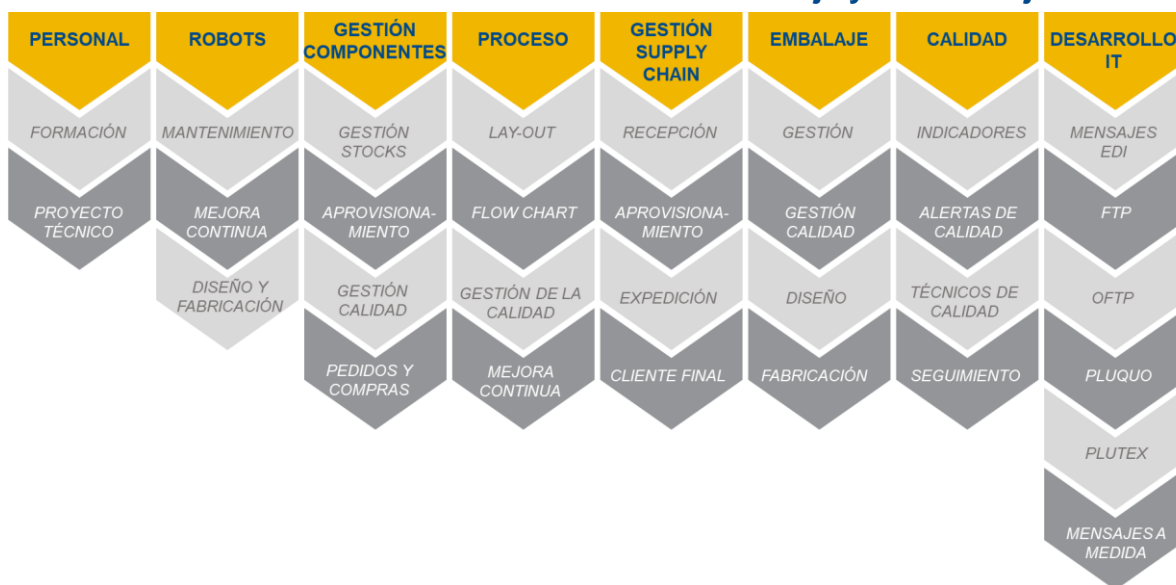 PERSONAL
FORMACIÓN
PROYECTO
TÉCNICO
ROBOTS
MANTENIMIENTO
MEJORA
CONTINUA
DISEÑO Y
FABRICACIÓN
GESTIÓN
COMPONENTES
GESTIÓN
STOCKS
APROVISIONA-
MIENTO
GESTIÓN
CALIDAD
PEDIDOS Y
COMPRAS
PROCESO
LAY-OUT
FLOW CHART
GESTIÓN DE LA
CALIDAD
MEJORA
CONTINUA
GESTIÓN
SUPPLY
CHAIN
RECEPCIÓN
APROVISIONA-
MIENTO
EXPEDICIÓN
CLIENTE FINAL
EMBALAJE
GESTIÓN
GESTIÓN
CALIDAD
DISEÑO
FABRICACIÓN
CALIDAD
INDICADORES
ALERTAS DE
CALIDAD
TÉCNICOS DE
CALIDAD
SEGUIMIENTO
DESARROLLO
IT
MENSAJES
EDI
FTP
OFTP
PLUQUO
PLUTEX
MENSAJES A
MEDIDA